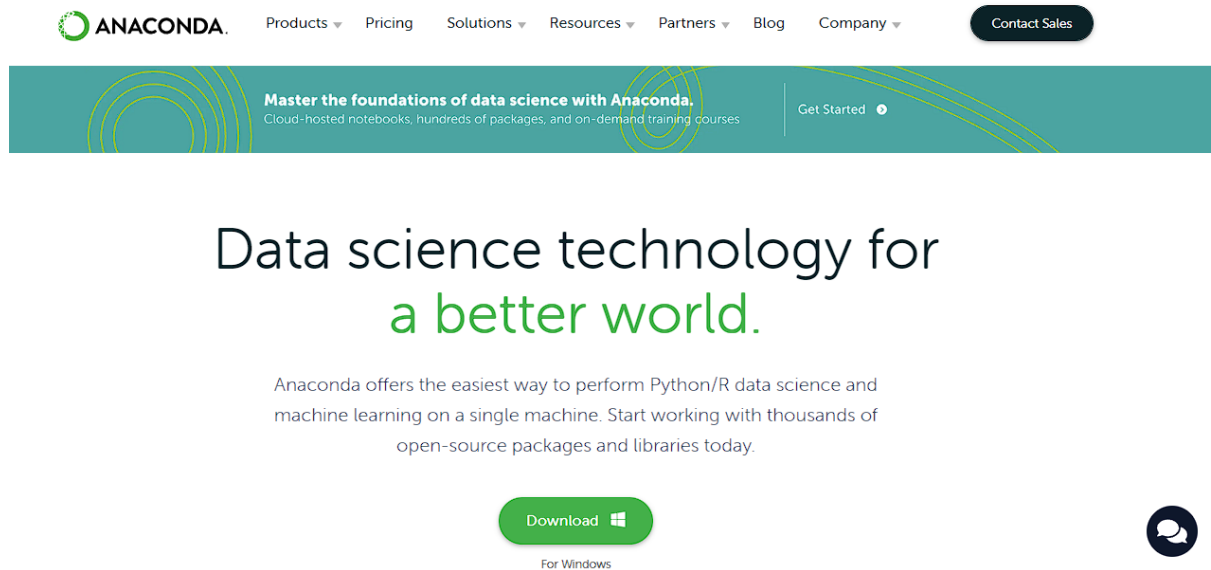 ANACONDA.
Products
Pricing
Solutions
Resources
Partners
Blog
Company
Contact Sales
Master the foundations of data science with Anaconda.
Cloud-hosted notebooks, hundreds of packages, and on-demand training courses
Get Started
Data science technology for
a better world.
Anaconda offers the easiest way to perform Python/R data science and
machine learning on a single machine. Start working with thousands of
open-source packages and libraries today.
Download
For Windows